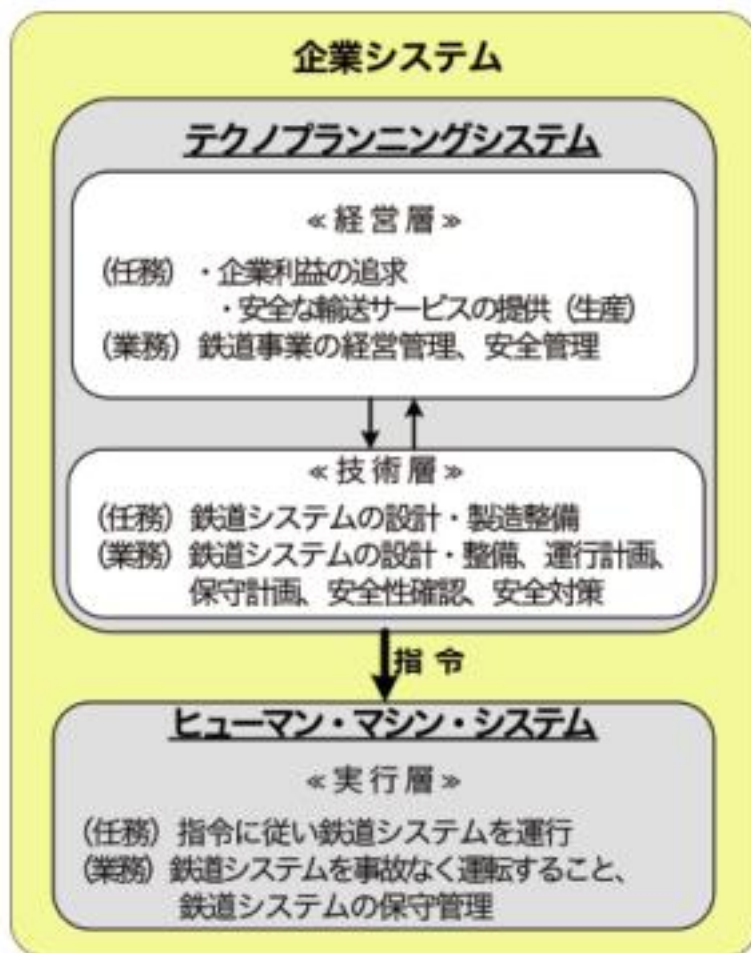 企業システム
テクノプランニングシステム
≪経営層≫
(任務)・企業利益の追求
・安全な輸送サービスの提供(生産)
(業務)鉄道事業の経営管理、安全管理
≪技術層≫
(任務)鉄道システムの設計・製造整備
(業務)鉄道システムの設計・整備、運行計画、
保守計画、安全性確認、安全対策
指令
ヒューマン・マシン・システム
≪実行層≫
(任務)指令に従い鉄道システムを運行
(業務)鉄道システムを事故なく運転すること、
鉄道システムの保守管理